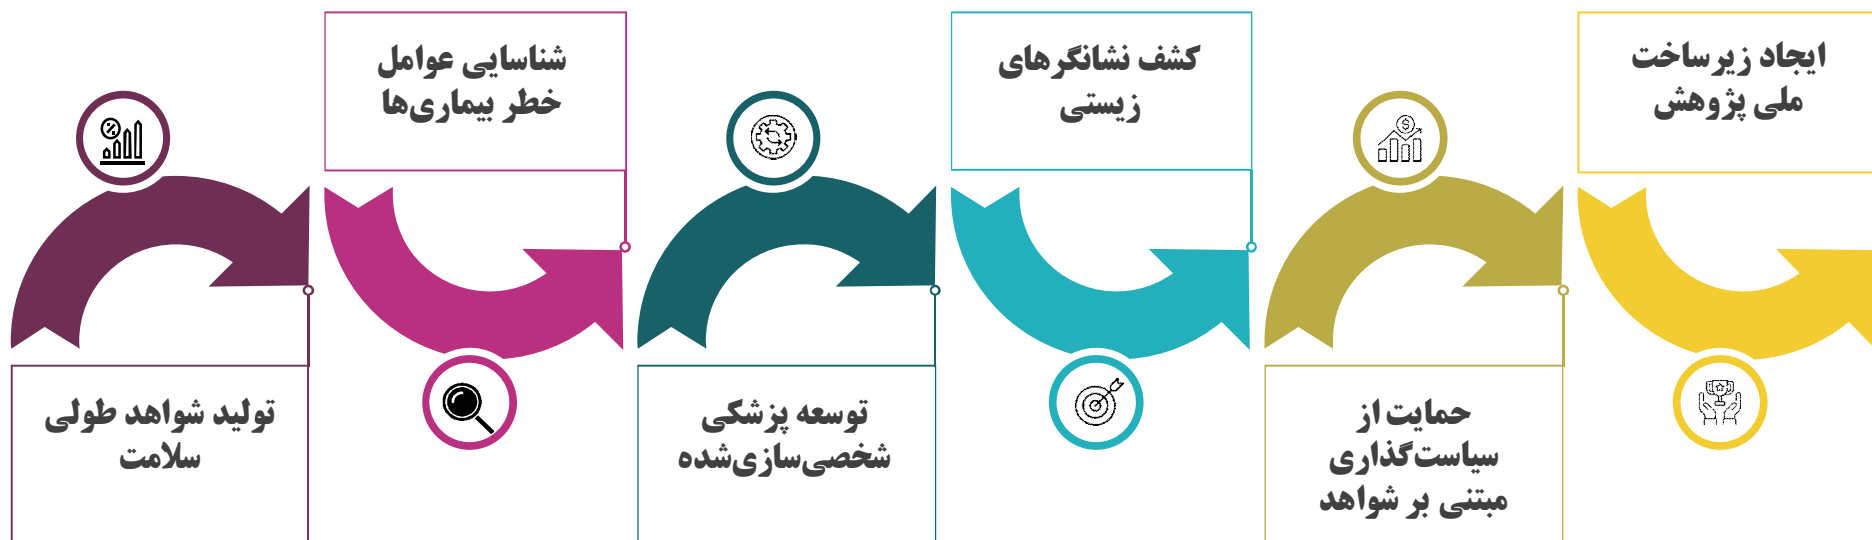 تولید شواهد طولی
سلامت
شناسایی عوامل
خطر بیماری‌ها
توسعه پزشکی
شخصی‌سازی‌شده
کشف نشانگرهای
زیستی
حمایت از
سیاست‌گذاری
مبتنی بر شواهد
ایجاد زیرساخت
ملی پژوهش